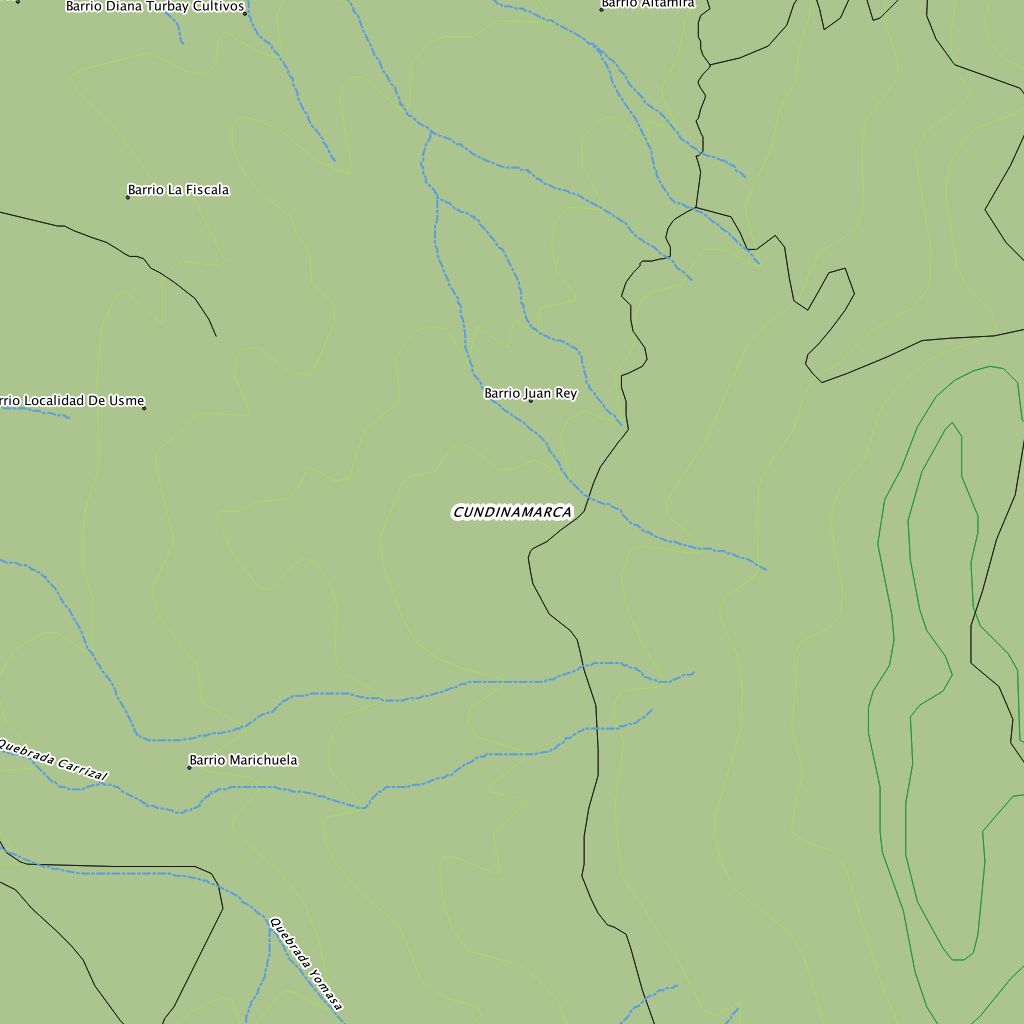 Barrio Diana Turbay Cultivos
Barrio Altamira
Barrio La Fiscala
Barrio Juan Rey
rrio Localidad De Usme
CUNDINAMARCA
Quebrada Carrizal
Barrio Marichuela
Quebrada Yomasa